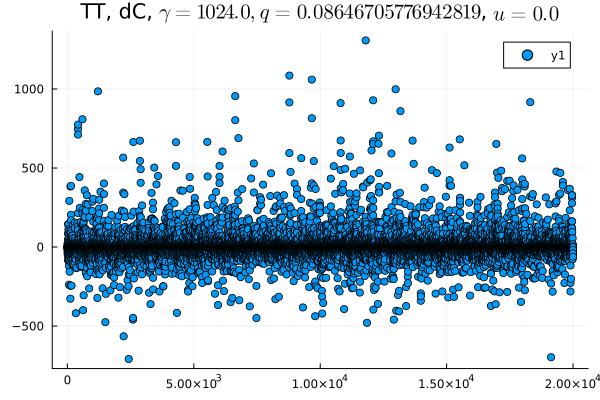 TT, dC, γ = 1024.0, q = 0.08646705776942819, u = 0.0
y1
1000
500
0
−500
0 5.00×10³ 1.00×10⁴ 1.50×10⁴ 2.00×10⁴